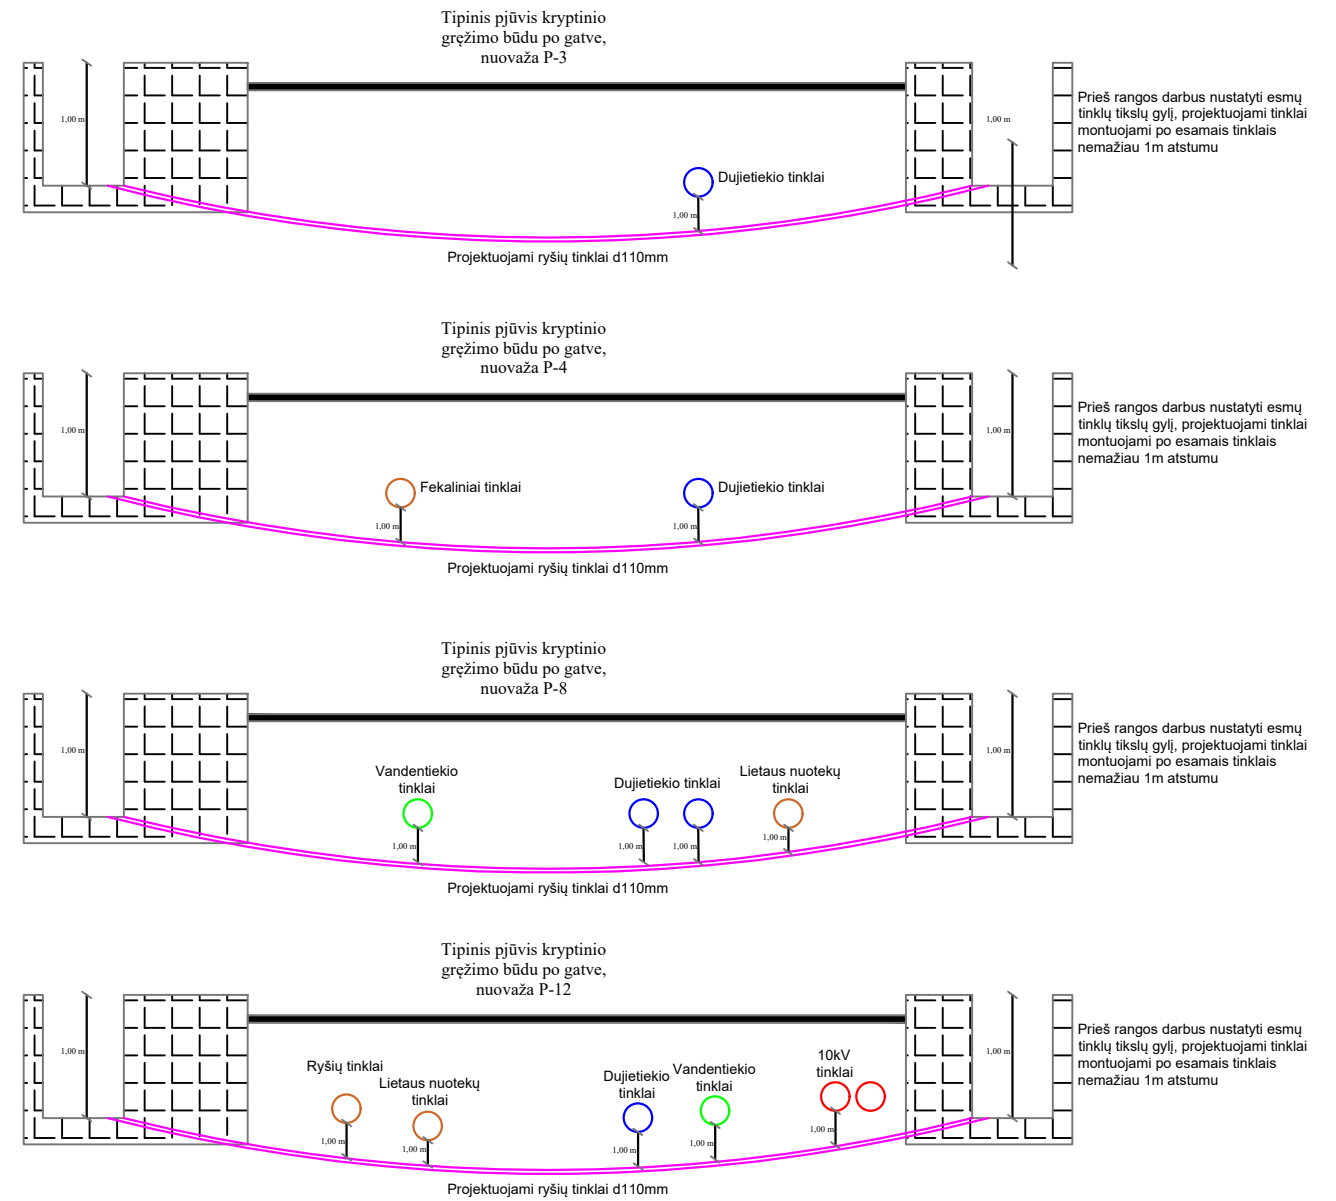 Tipinis pjūvis kryptinio
gręžimo būdu po gatve,
nuovaža P-3
1,00 m
1,00 m
Prieš rangos darbus nustatyti esmų
tinklų tikslų gylį, projektuojami tinklai
montuojami po esamais tinklais
nemažiau 1m atstumu
Dujietiekio tinklai
1,00 m
Projektuojami ryšių tinklai d110mm
Tipinis pjūvis kryptinio
gręžimo būdu po gatve,
nuovaža P-4
1,00 m
1,00 m
Prieš rangos darbus nustatyti esmų
tinklų tikslų gylį, projektuojami tinklai
montuojami po esamais tinklais
nemažiau 1m atstumu
Fekaliniai tinklai
Dujietiekio tinklai
1,00 m
1,00 m
Projektuojami ryšių tinklai d110mm
Tipinis pjūvis kryptinio
gręžimo būdu po gatve,
nuovaža P-8
1,00 m
1,00 m
Prieš rangos darbus nustatyti esmų
tinklų tikslų gylį, projektuojami tinklai
montuojami po esamais tinklais
nemažiau 1m atstumu
Vandentiekio
tinklai
Dujietiekio tinklai
Lietaus nuotekų
tinklai
1,00 m
1,00 m
1,00 m
1,00 m
Projektuojami ryšių tinklai d110mm
Tipinis pjūvis kryptinio
gręžimo būdu po gatve,
nuovaža P-12
1,00 m
1,00 m
Prieš rangos darbus nustatyti esmų
tinklų tikslų gylį, projektuojami tinklai
montuojami po esamais tinklais
nemažiau 1m atstumu
Ryšių tinklai
Lietaus nuotekų
tinklai
Dujietiekio
tinklai
Vandentiekio
tinklai
10kV
tinklai
1,00 m
1,00 m
1,00 m
1,00 m
1,00 m
Projektuojami ryšių tinklai d110mm